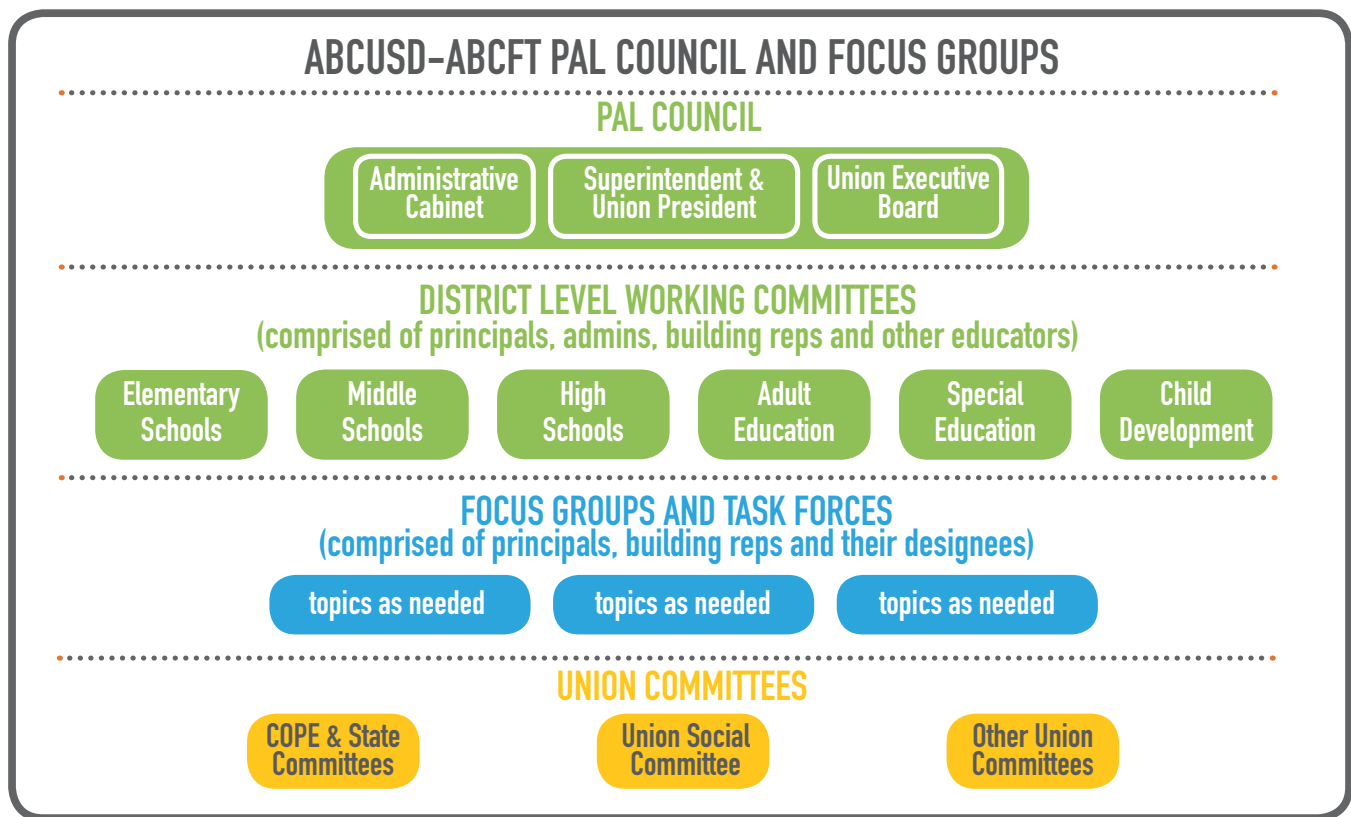 ABCUSD–ABCFT PAL COUNCIL AND FOCUS GROUPS
PAL COUNCIL
Administrative
Cabinet
Superintendent &
Union President
Union Executive
Board
DISTRICT LEVEL WORKING COMMITTEES
(comprised of principals, admins, building reps and other educators)
Elementary
Schools
Middle
Schools
High
Schools
Adult
Education
Special
Education
Child
Development
FOCUS GROUPS AND TASK FORCES
(comprised of principals, building reps and their designees)
topics as needed
topics as needed
topics as needed
UNION COMMITTEES
COPE & State
Committees
Union Social
Committee
Other Union
Committees